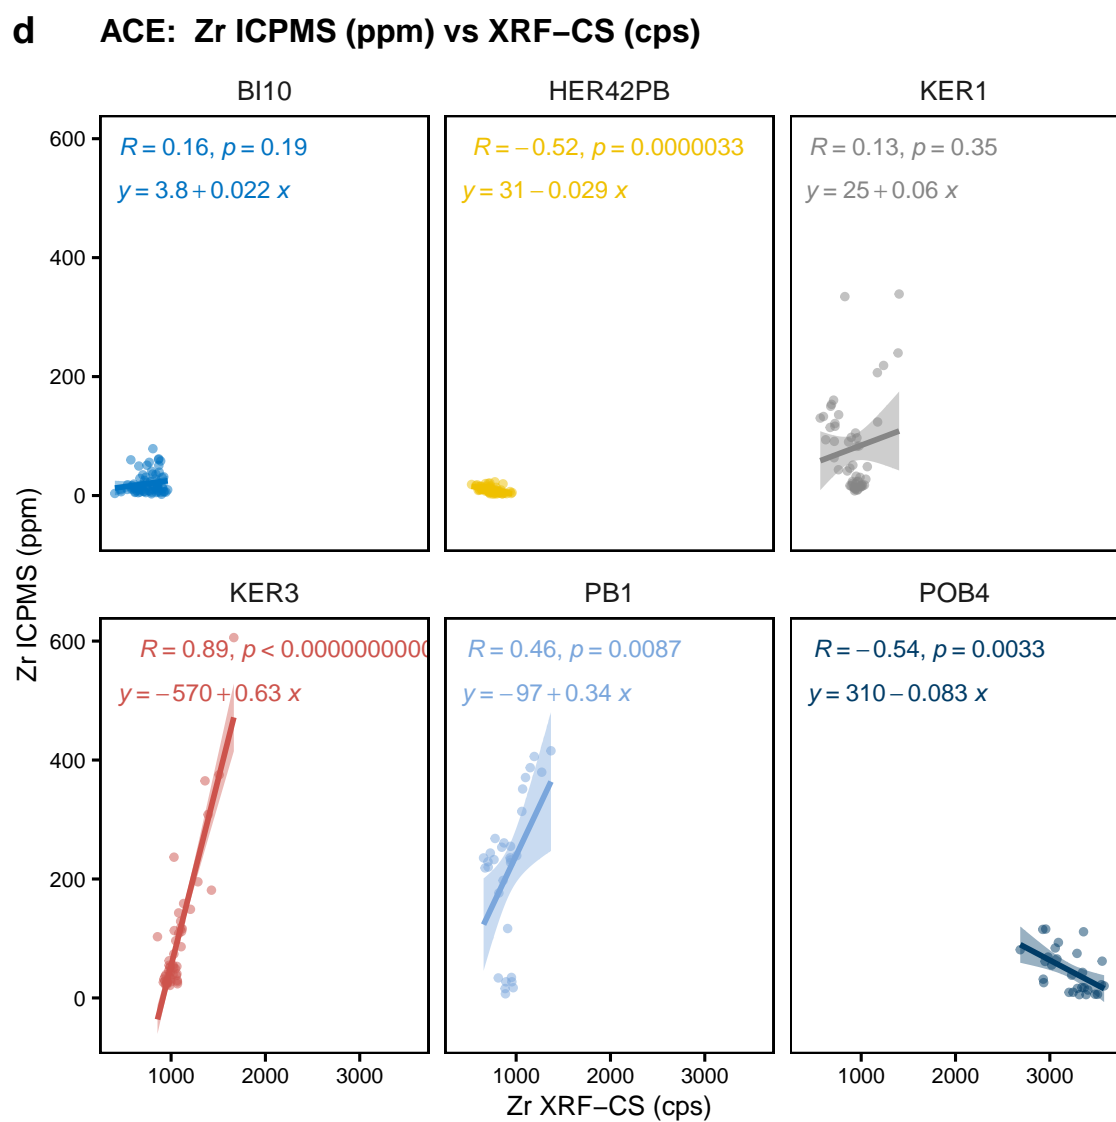 d ACE: Zr ICPMS (ppm) vs XRF−CS (cps)
BI10 HER42PB KER1
R = 0.16, p = 0.19
y = 3.8 + 0.022 x
R = −0.52, p = 0.0000033
y = 31 − 0.029 x
R = 0.13, p = 0.35
y = 25 + 0.06 x
600
400
200
0
Zr ICPMS (ppm)
KER3 PB1 POB4
R = 0.89, p < 0.0000000000
y = −570 + 0.63 x
R = 0.46, p = 0.0087
y = −97 + 0.34 x
R = −0.54, p = 0.0033
y = 310 − 0.083 x
600
400
200
0
1000 2000 3000 1000 2000 3000 1000 2000 3000
Zr XRF−CS (cps)